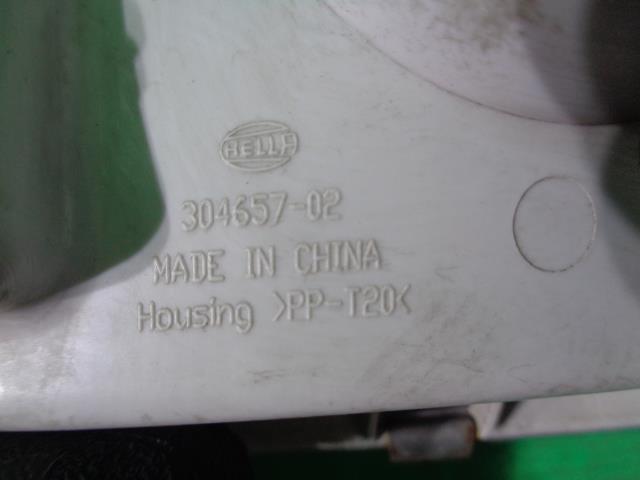 HELLA
304657-02
MADE IN CHINA
Housing >PP-T20<